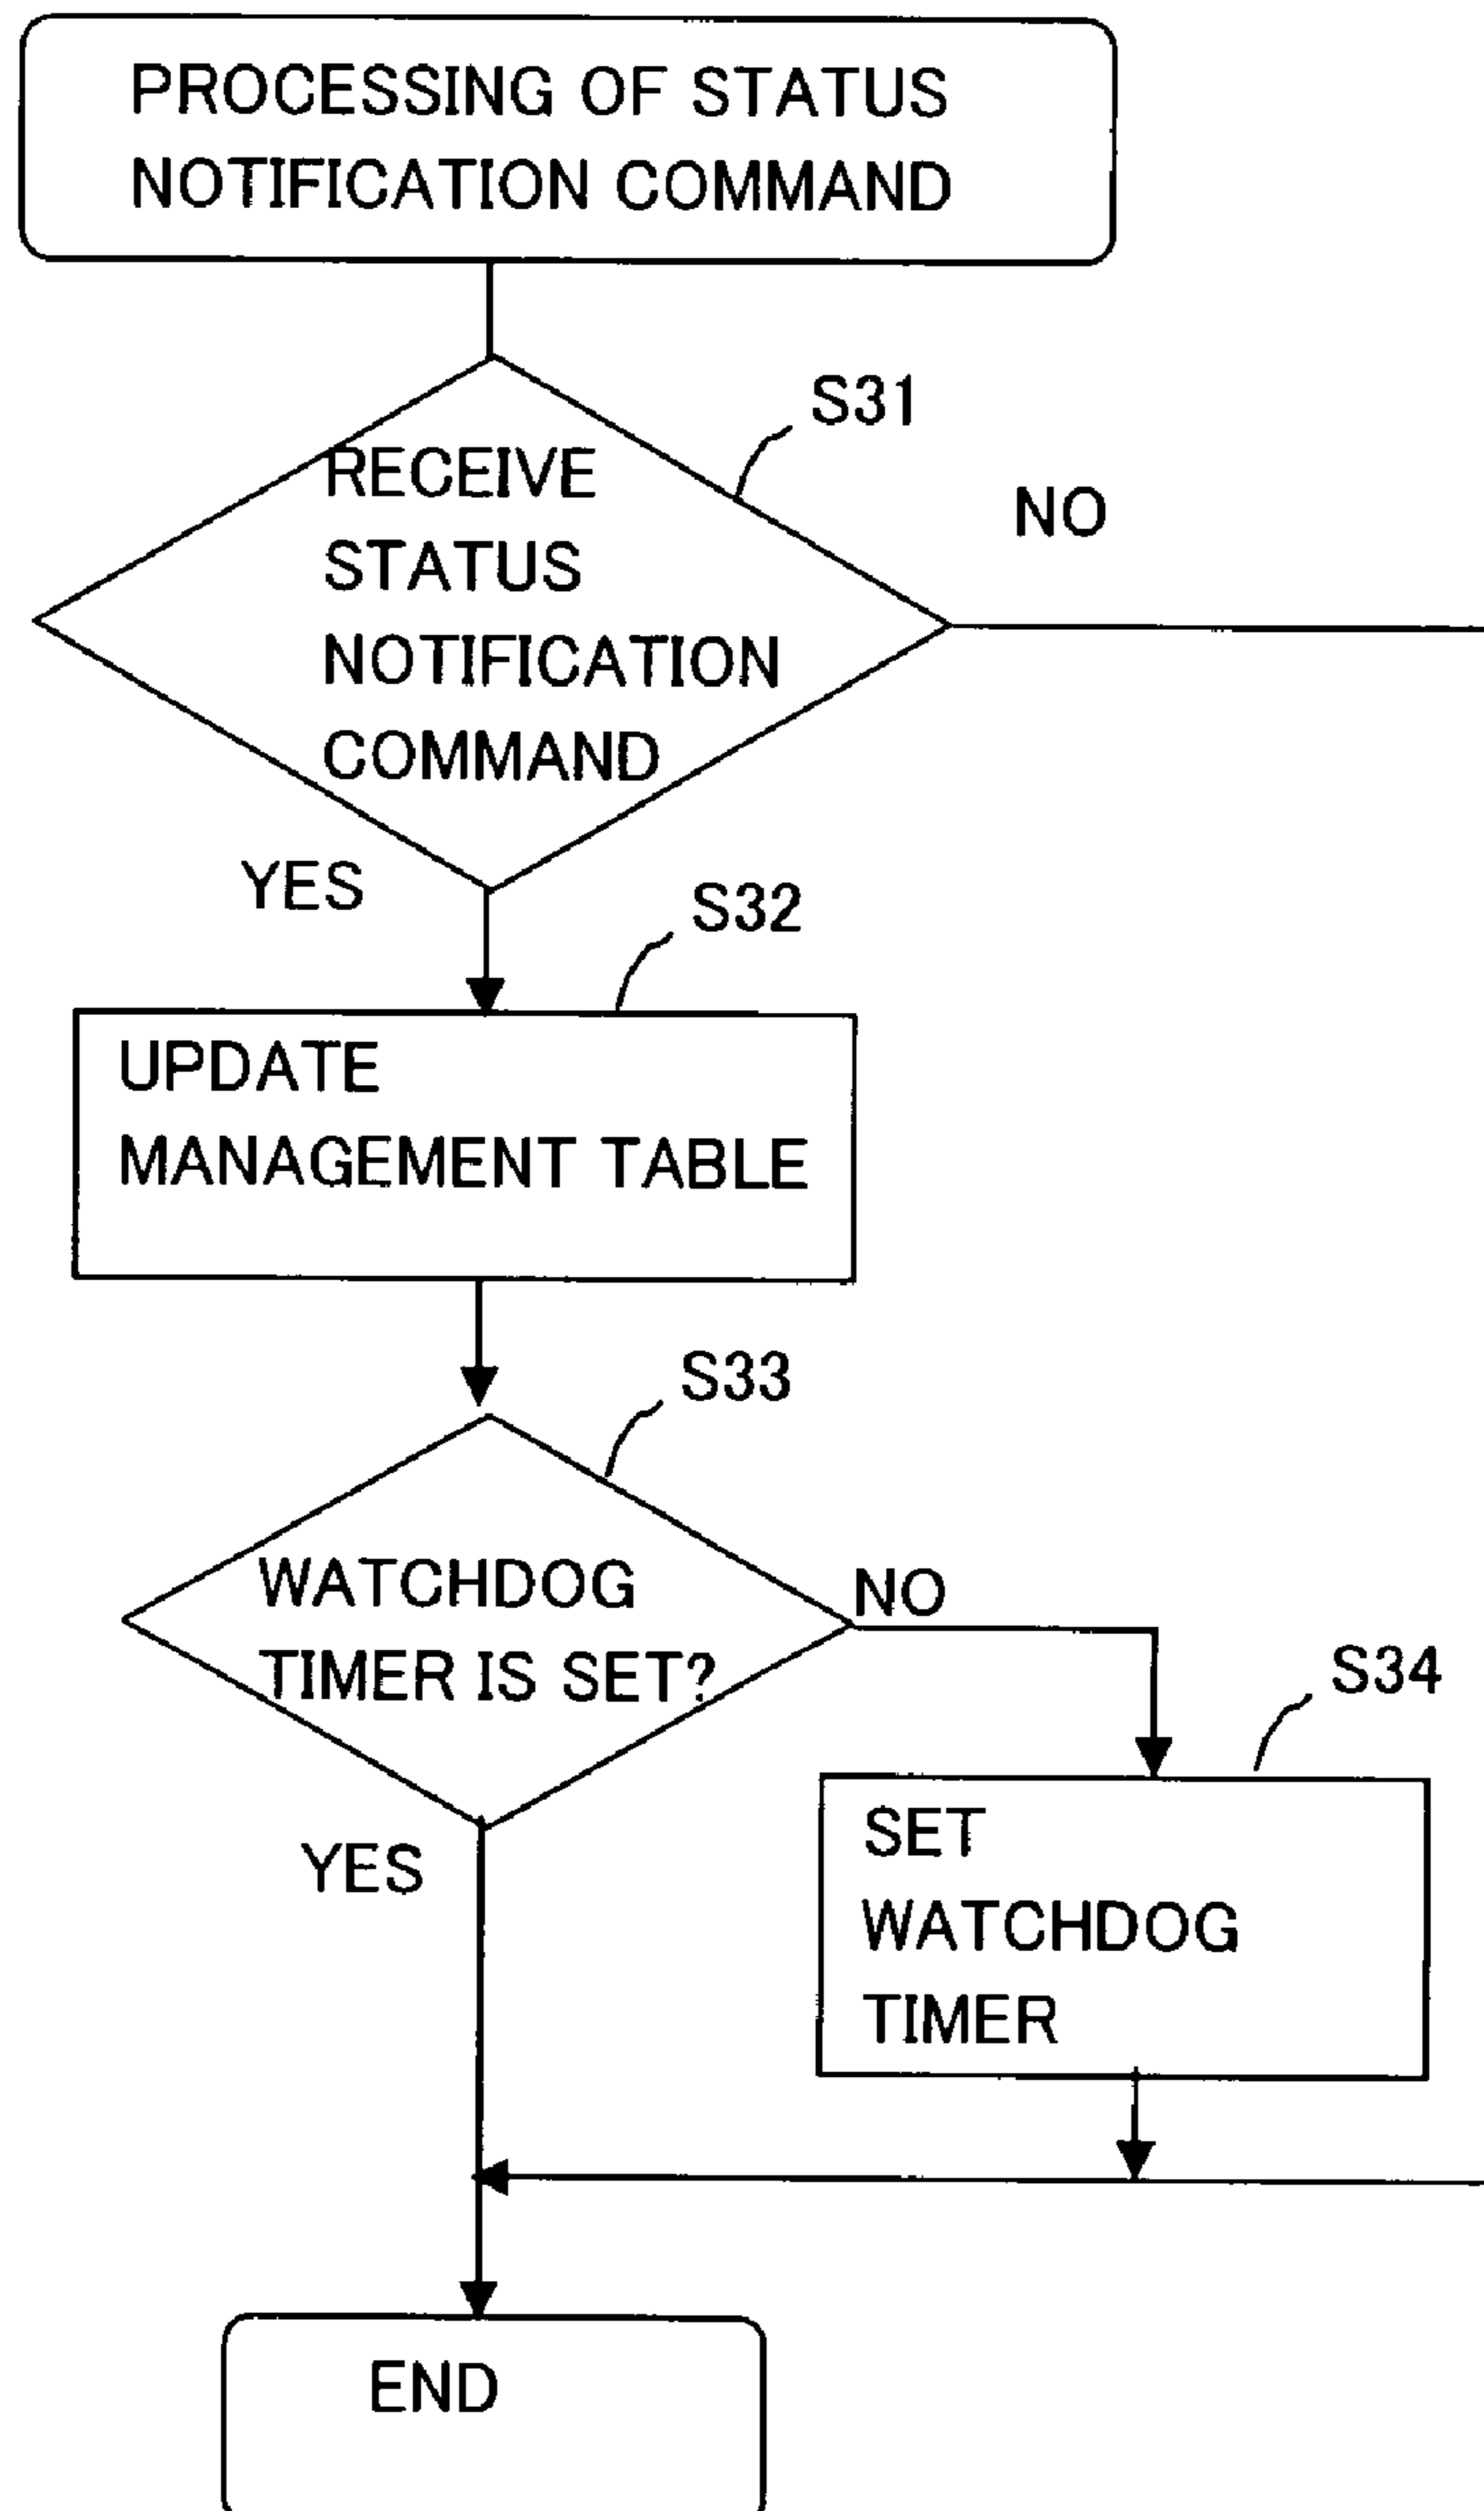 PROCESSING OF STATUS
NOTIFICATION COMMAND
S31
RECEIVE
STATUS
NOTIFICATION
COMMAND
NO
YES
S32
UPDATE
MANAGEMENT TABLE
S33
WATCHDOG
TIMER IS SET?
NO
S34
YES
SET
WATCHDOG
TIMER
END